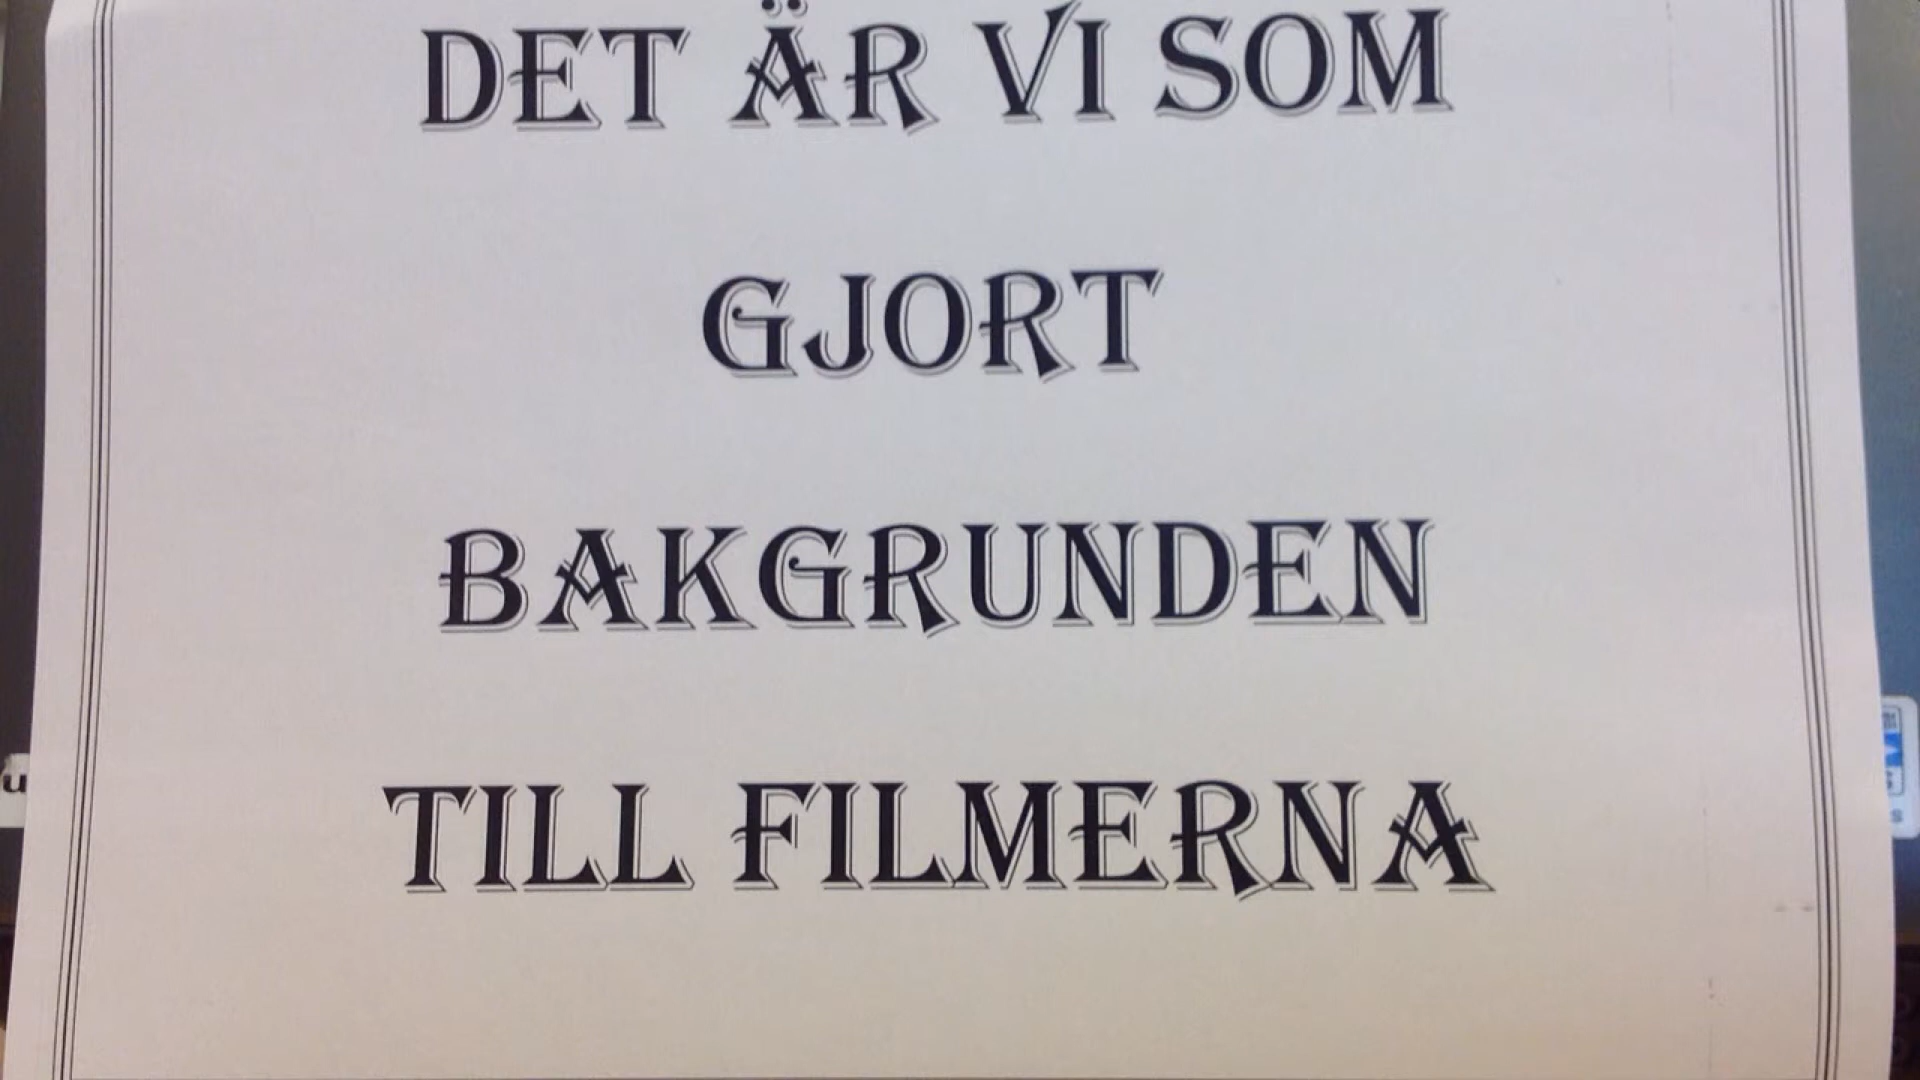 DET ÄR VI SOM
GJORT
BAKGRUNDEN
TILL FILMERNA